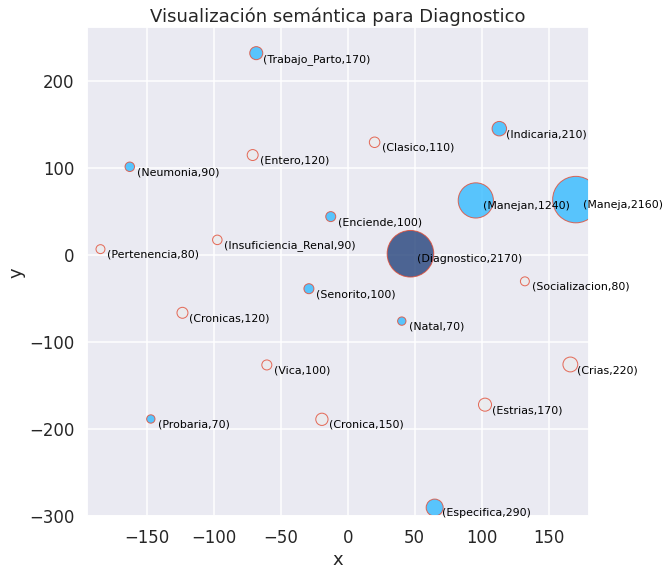 Visualización semántica para Diagnostico
(Trabajo_Parto,170)
(Indicaria,210)
(Clasico,110)
(Entero,120)
(Neumonia,90)
(Manejan,1240)
(Maneja,2160)
(Enciende,100)
(Insuficiencia_Renal,90)
(Pertenencia,80)
(Diagnostico,2170)
(Socializacion,80)
(Senorito,100)
(Cronicas,120)
(Natal,70)
(Vica,100)
(Crias,220)
(Estrias,170)
(Probaria,70)
(Cronica,150)
(Especifica,290)
200
100
0
−100
−200
−300
y
−150
−100
−50
0
50
100
150
x